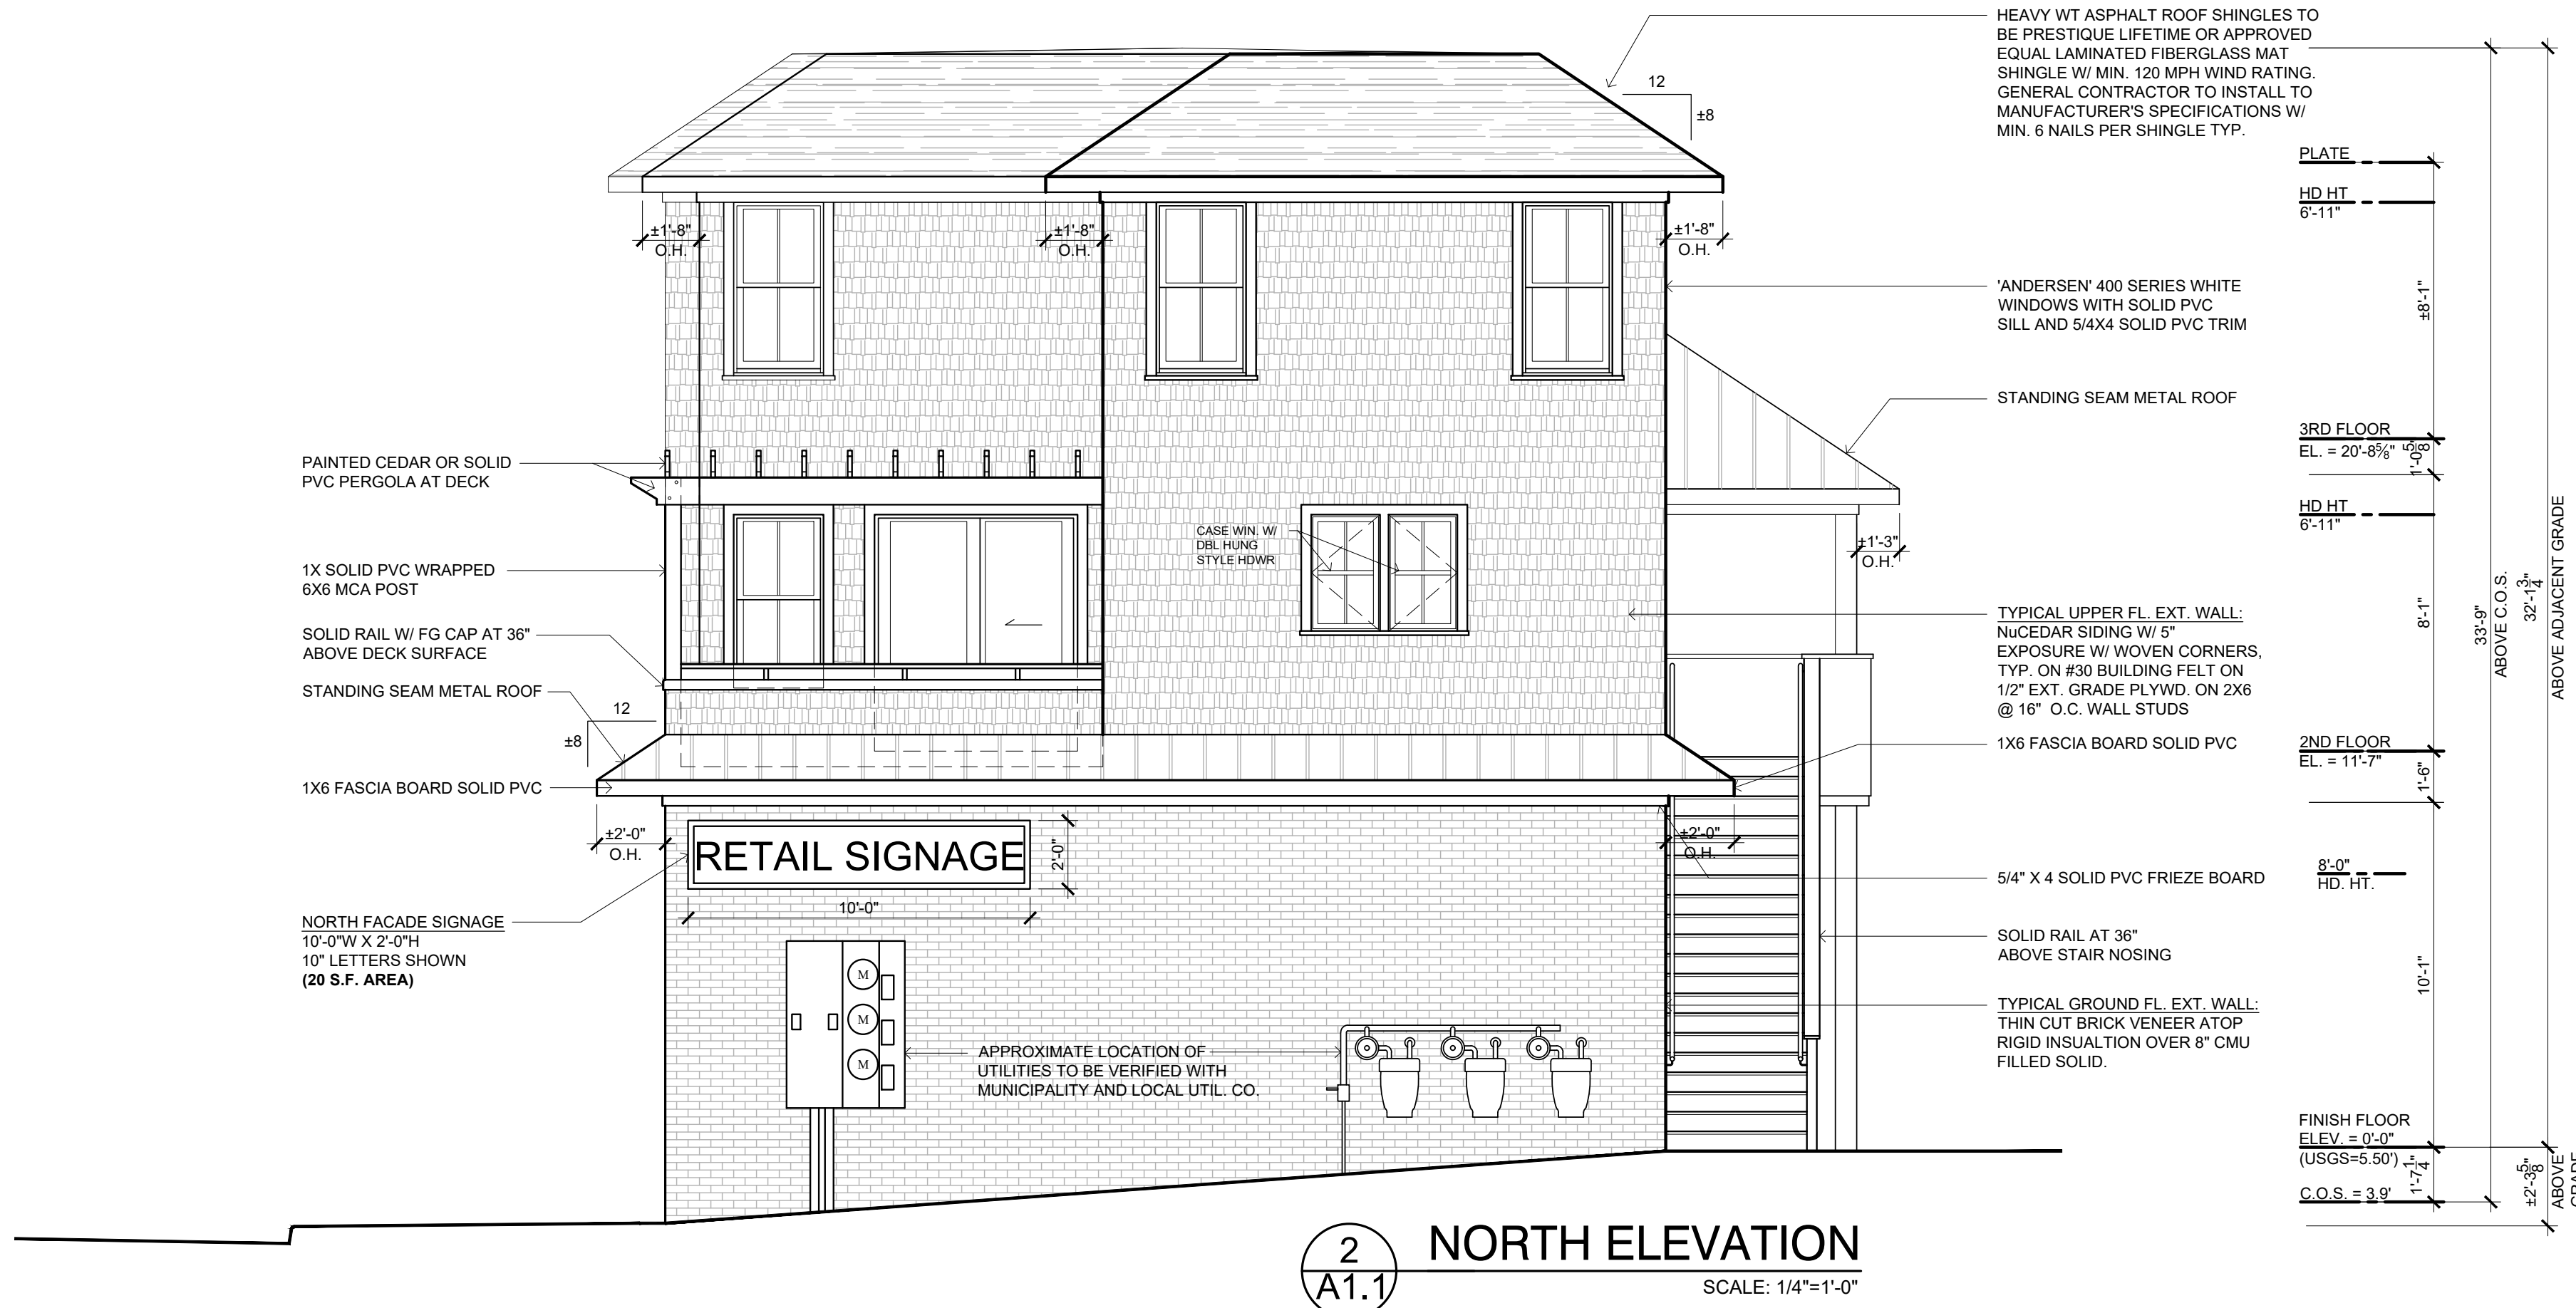 HEAVY WT ASPHALT ROOF SHINGLES TO
BE PRESTIQUE LIFETIME OR APPROVED
EQUAL LAMINATED FIBERGLASS MAT
SHINGLE W/ MIN. 120 MPH WIND RATING.
GENERAL CONTRACTOR TO INSTALL TO
MANUFACTURER'S SPECIFICATIONS W/
MIN. 6 NAILS PER SHINGLE TYP.
12
±8
PLATE
HD HT
6'-11"
±1'-8"
O.H.
±1'-8"
O.H.
±1'-8"
O.H.
'ANDERSEN' 400 SERIES WHITE
WINDOWS WITH SOLID PVC
SILL AND 5/4X4 SOLID PVC TRIM
±8'-1"
STANDING SEAM METAL ROOF
3RD FLOOR
EL. = 20'-8⅝"
1'-0⅝"
PAINTED CEDAR OR SOLID
PVC PERGOLA AT DECK
HD HT
6'-11"
CASE WIN. W/
DBL HUNG
STYLE HDWR
±1'-3"
O.H.
1X SOLID PVC WRAPPED
6X6 MCA POST
SOLID RAIL W/ FG CAP AT 36"
ABOVE DECK SURFACE
STANDING SEAM METAL ROOF
12
±8
1X6 FASCIA BOARD SOLID PVC
TYPICAL UPPER FL. EXT. WALL:
NuCEDAR SIDING W/ 5"
EXPOSURE W/ WOVEN CORNERS,
TYP. ON #30 BUILDING FELT ON
1/2" EXT. GRADE PLYWD. ON 2X6
@ 16" O.C. WALL STUDS
1X6 FASCIA BOARD SOLID PVC
8'-1"
33'-9"
ABOVE C.O.S.
32'-1¾"
ABOVE ADJACENT GRADE
2ND FLOOR
EL. = 11'-7"
1'-6"
±2'-0"
O.H.
RETAIL SIGNAGE
2'-0"
10'-0"
±2'-0"
O.H.
5/4" X 4 SOLID PVC FRIEZE BOARD
8'-0"
HD. HT.
NORTH FACADE SIGNAGE
10'-0"W X 2'-0"H
10" LETTERS SHOWN
(20 S.F. AREA)
SOLID RAIL AT 36"
ABOVE STAIR NOSING
10'-1"
M
M
M
APPROXIMATE LOCATION OF
UTILITIES TO BE VERIFIED WITH
MUNICIPALITY AND LOCAL UTIL. CO.
TYPICAL GROUND FL. EXT. WALL:
THIN CUT BRICK VENEER ATOP
RIGID INSUALTION OVER 8" CMU
FILLED SOLID.
FINISH FLOOR
ELEV. = 0'-0"
(USGS=5.50')
C.O.S. = 3.9'
1'-7¼"
±2'-3⅝"
ABOVE
2
A1.1
NORTH ELEVATION
SCALE: 1/4"=1'-0"